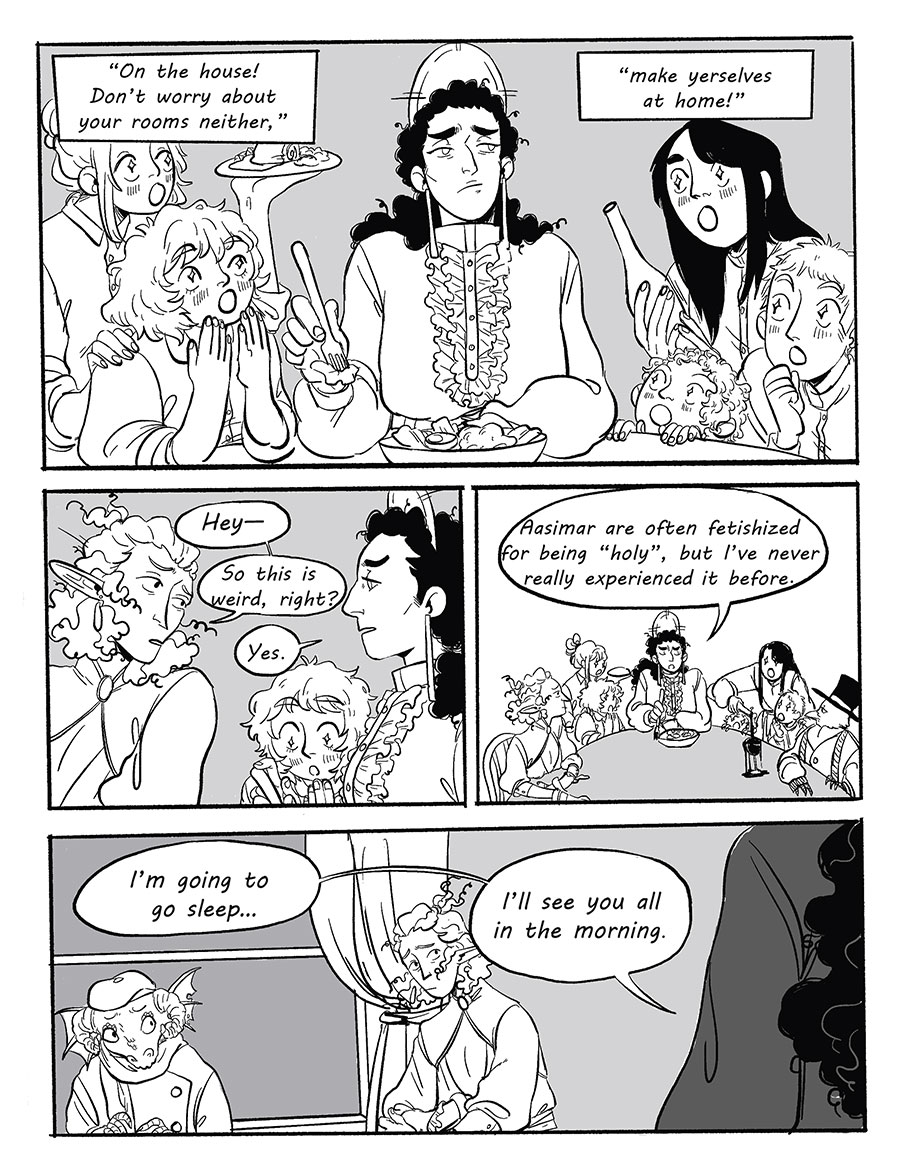 “On the house!
Don’t worry about
your rooms neither,”
“make yerselves
at home!”
Hey—
So this is
weird, right?
Yes.
Aasimar are often fetishized
for being “holy”, but I’ve never
really experienced it before.
I’m going to
go sleep...
I’ll see you all
in the morning.